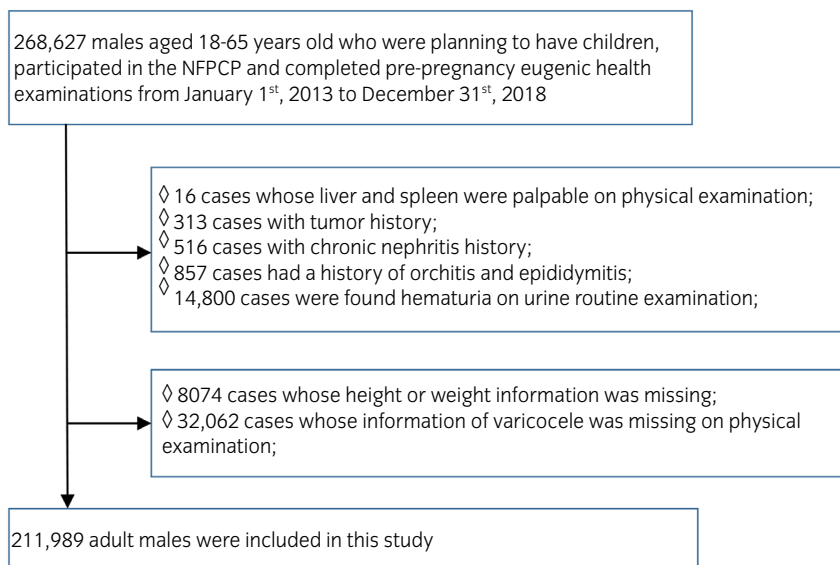 268,627 males aged 18-65 years old who were planning to have children,
participated in the NFPCP and completed pre-pregnancy eugenic health
examinations from January 1st, 2013 to December 31st, 2018
◊ 16 cases whose liver and spleen were palpable on physical examination;
◊ 313 cases with tumor history;
◊ 516 cases with chronic nephritis history;
◊ 857 cases had a history of orchitis and epididymitis;
◊ 14,800 cases were found hematuria on urine routine examination;
◊ 8074 cases whose height or weight information was missing;
◊ 32,062 cases whose information of varicocele was missing on physical
examination;
211,989 adult males were included in this study